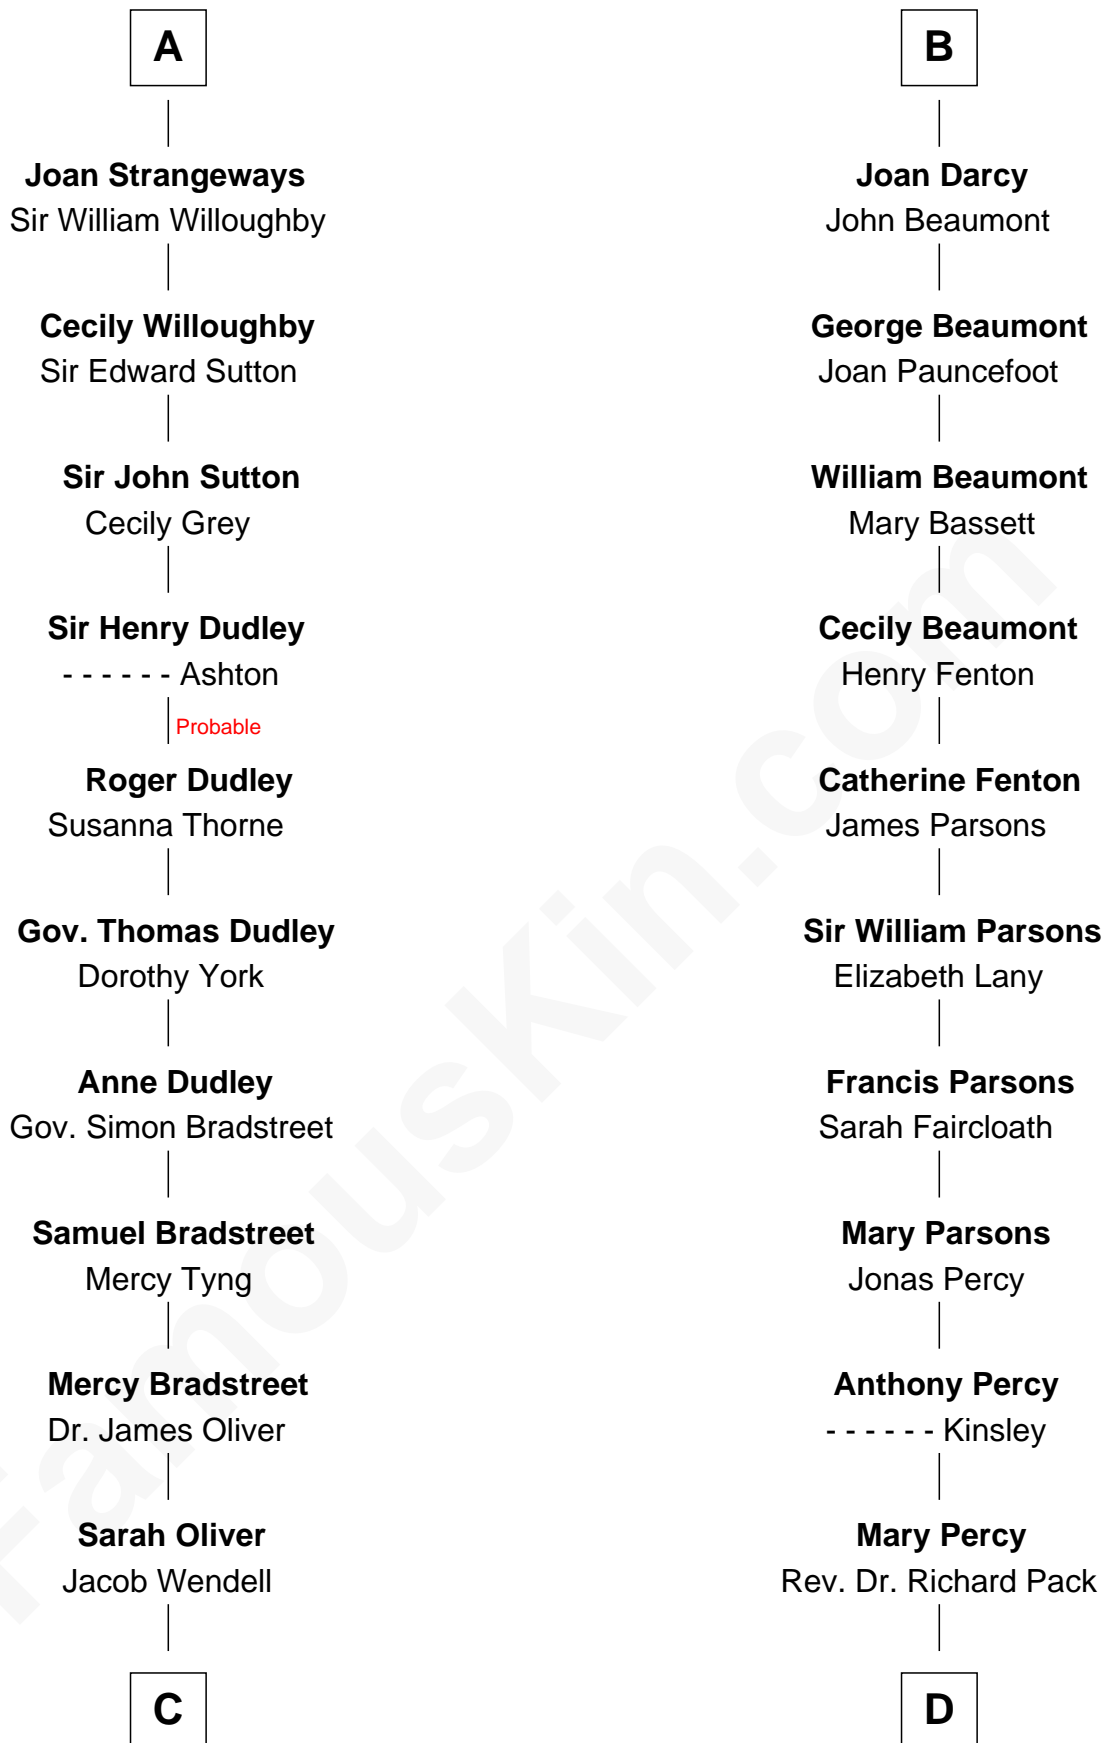 A
Joan Strangeways
Sir William Willoughby
Cecily Willoughby
Sir Edward Sutton
Sir John Sutton
Cecily Grey
Sir Henry Dudley
- - - - - - Ashton
Probable
Roger Dudley
Susanna Thorne
Gov. Thomas Dudley
Dorothy York
Anne Dudley
Gov. Simon Bradstreet
Samuel Bradstreet
Mercy Tyng
Mercy Bradstreet
Dr. James Oliver
Sarah Oliver
Jacob Wendell
C
B
Joan Darcy
John Beaumont
George Beaumont
Joan Pauncefoot
William Beaumont
Mary Bassett
Cecily Beaumont
Henry Fenton
Catherine Fenton
James Parsons
Sir William Parsons
Elizabeth Lany
Francis Parsons
Sarah Faircloath
Mary Parsons
Jonas Percy
Anthony Percy
- - - - - - Kinsley
Mary Percy
Rev. Dr. Richard Pack
D
FamousKin.com